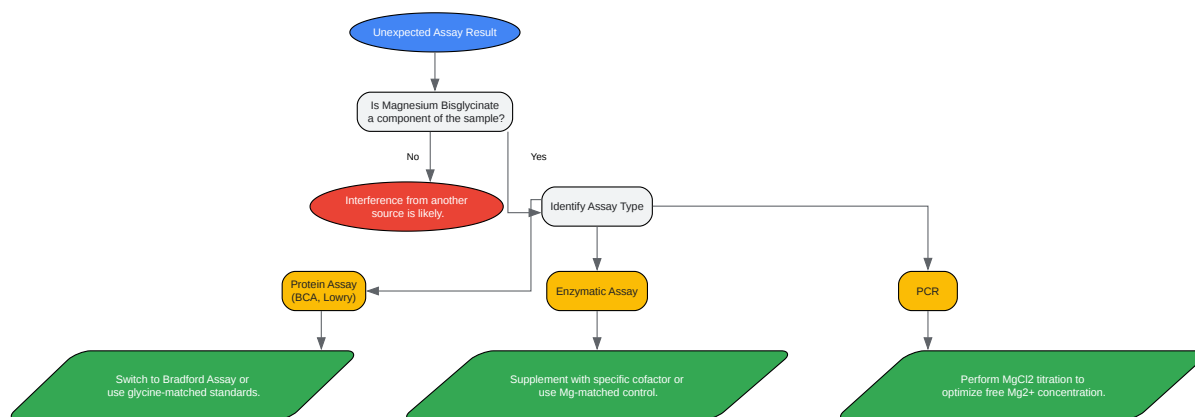 Unexpected Assay Result
Is Magnesium Bisglycinate
a component of the sample?
No
Yes
Interference from another
source is likely.
Identify Assay Type
Protein Assay
(BCA, Lowry)
Enzymatic Assay
PCR
Switch to Bradford Assay or
use glycine-matched standards.
Supplement with specific cofactor or
use Mg-matched control.
Perform MgCl2 titration to
optimize free Mg2+ concentration.